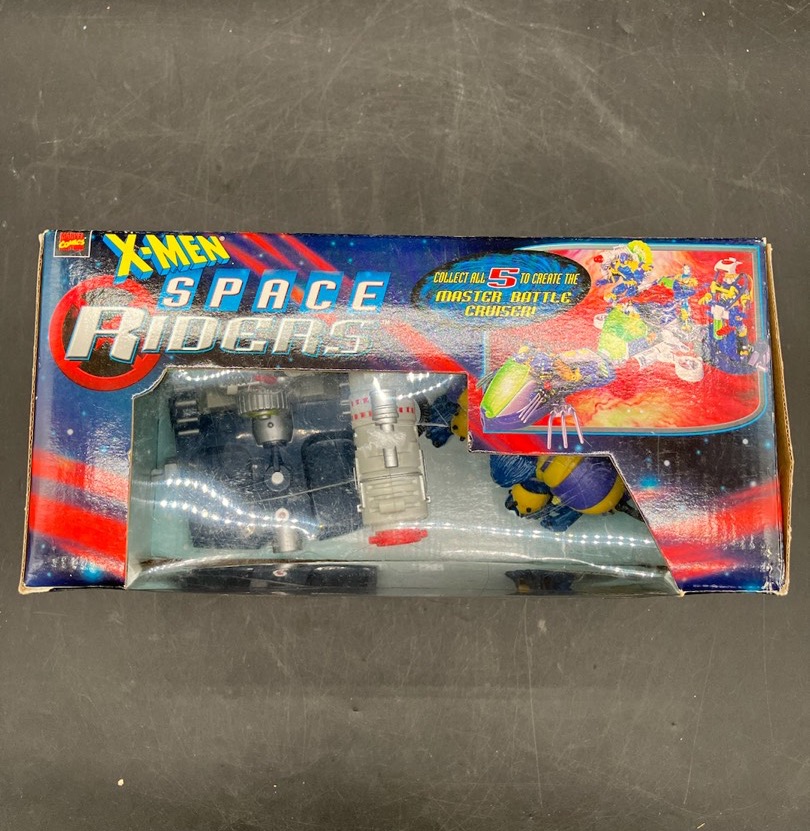 MARVEL
COMICS
X-MEN
SPACE
RIDERS
COLLECT ALL 5 TO CREATE THE
MASTER BATTLE
CRUISER!